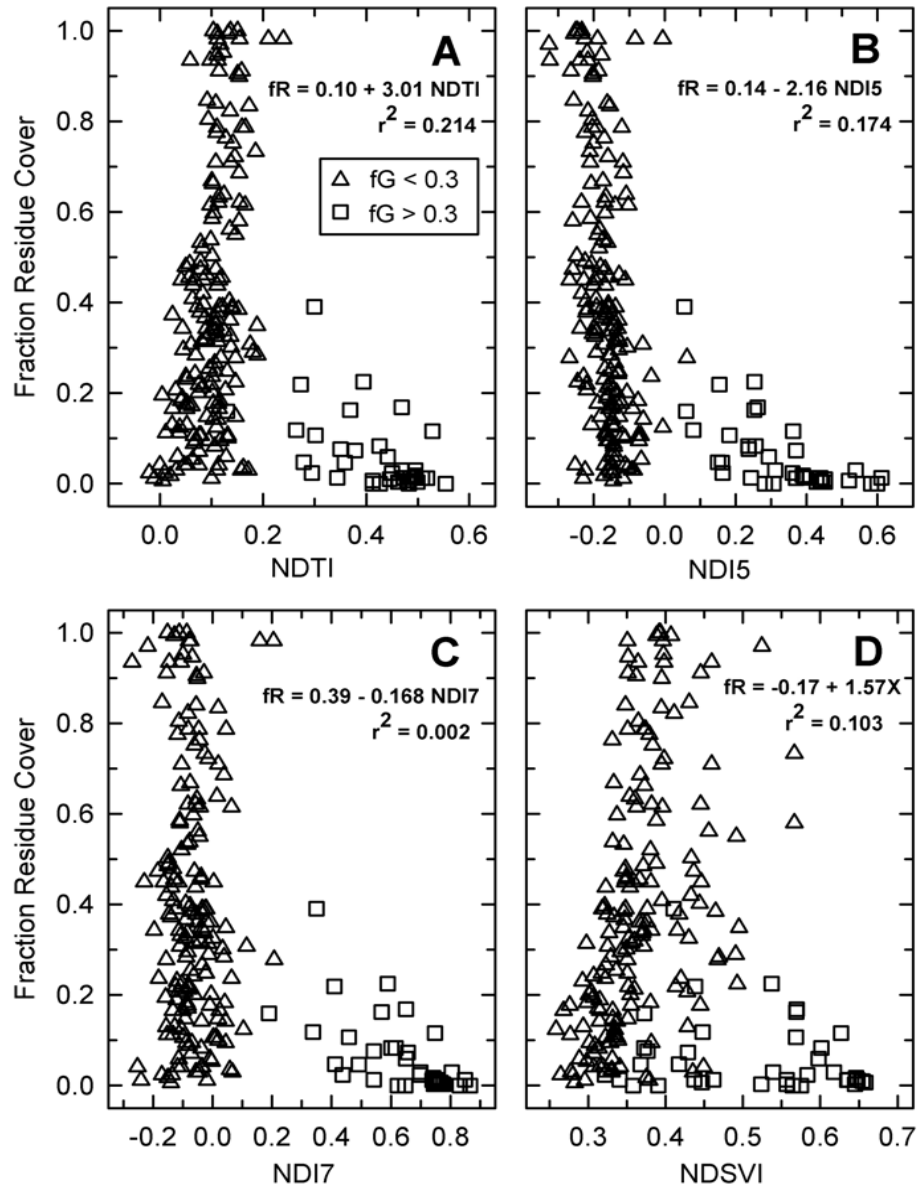 A
fR = 0.10 + 3.01 NDTI
r2 = 0.214
fG < 0.3
fG > 0.3
Fraction Residue Cover
1.0
0.8
0.6
0.4
0.2
0.0
0.0 0.2 0.4 0.6
NDTI
B
fR = 0.14 - 2.16 NDI5
r2 = 0.174
-0.2 0.0 0.2 0.4 0.6
NDI5
C
fR = 0.39 - 0.168 NDI7
r2 = 0.002
Fraction Residue Cover
1.0
0.8
0.6
0.4
0.2
0.0
-0.2 0.0 0.2 0.4 0.6 0.8
NDI7
D
fR = -0.17 + 1.57X
r2 = 0.103
0.3 0.4 0.5 0.6 0.7
NDSVI